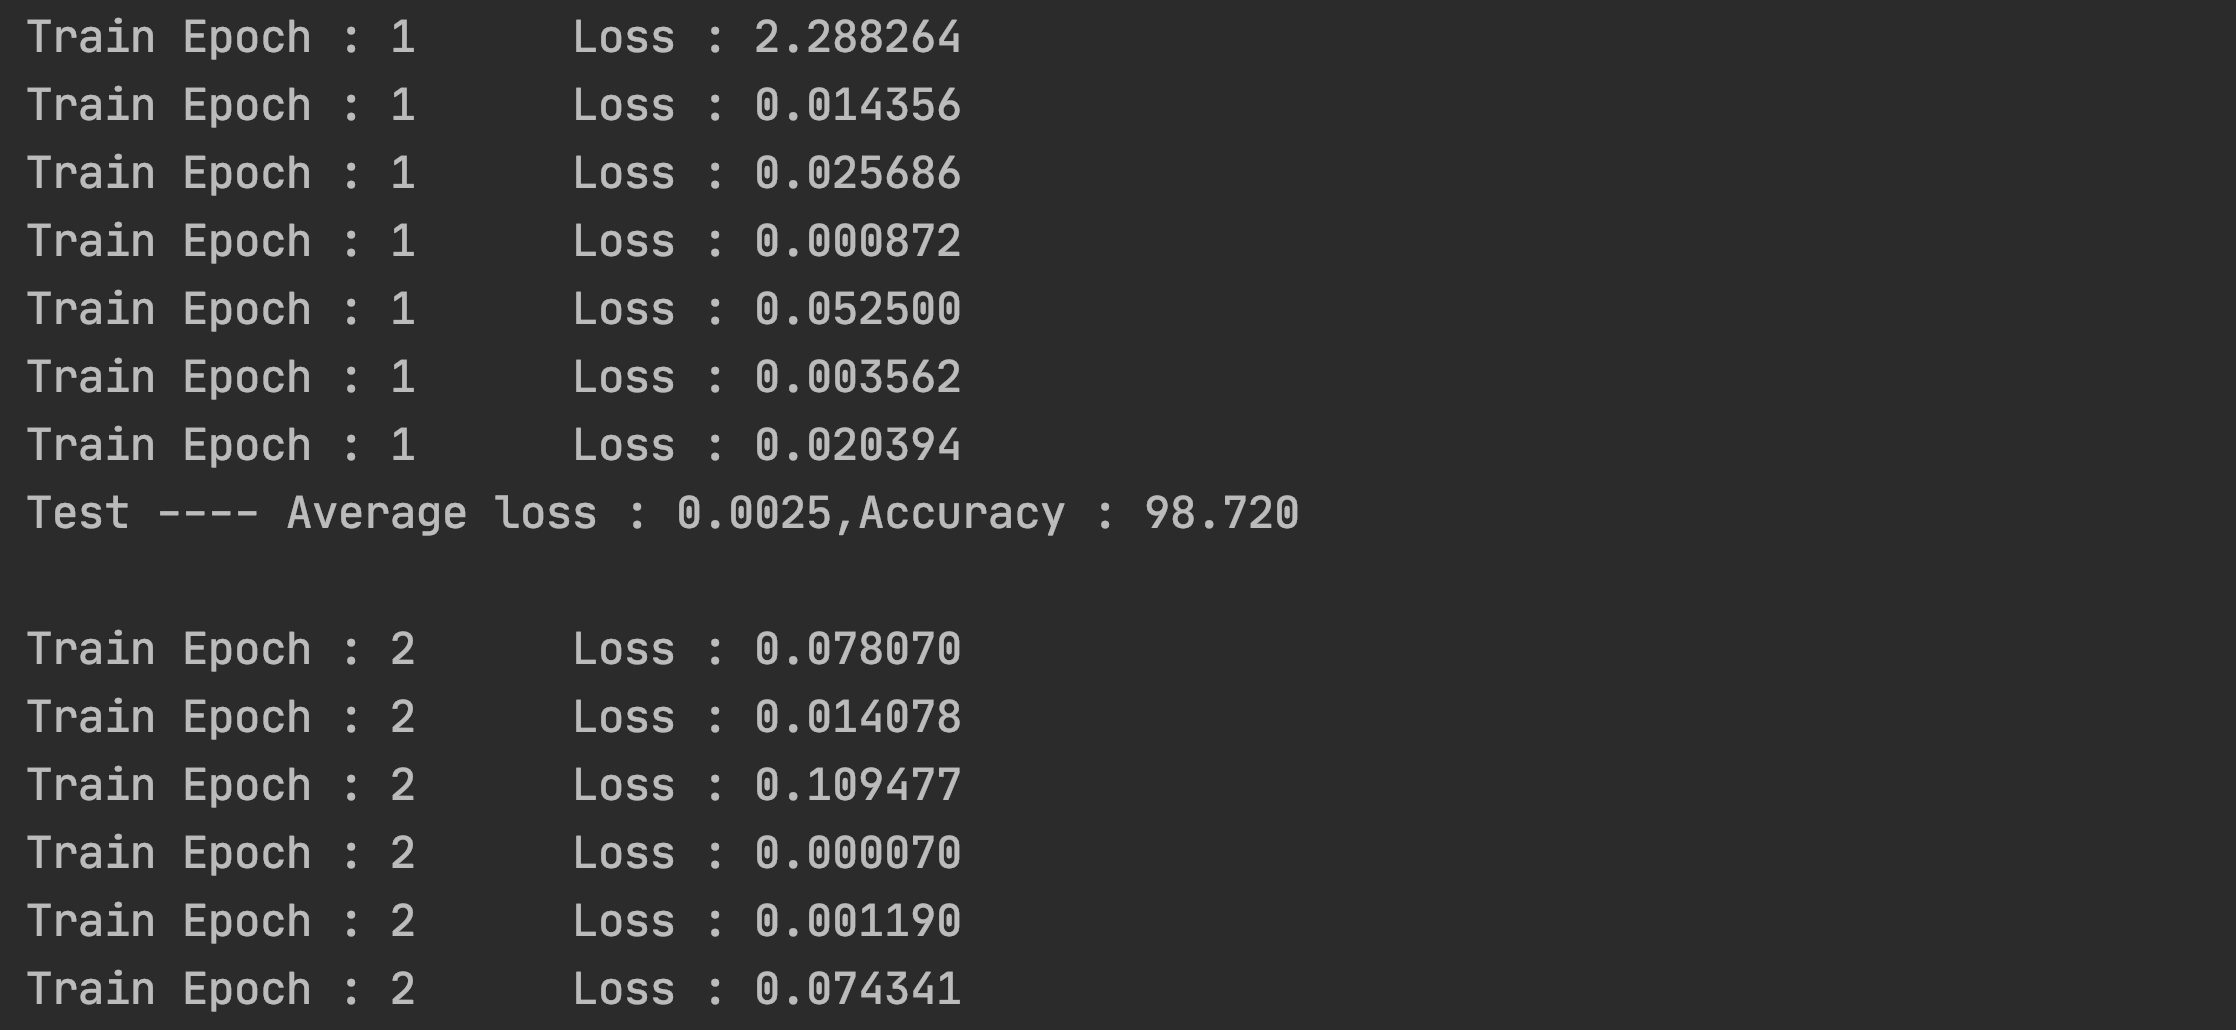 Train Epoch : 1      Loss : 2.288264
Train Epoch : 1      Loss : 0.014356
Train Epoch : 1      Loss : 0.025686
Train Epoch : 1      Loss : 0.000872
Train Epoch : 1      Loss : 0.052500
Train Epoch : 1      Loss : 0.003562
Train Epoch : 1      Loss : 0.020394
Test ---- Average loss : 0.0025,Accuracy : 98.720
Train Epoch : 2      Loss : 0.078070
Train Epoch : 2      Loss : 0.014078
Train Epoch : 2      Loss : 0.109477
Train Epoch : 2      Loss : 0.000070
Train Epoch : 2      Loss : 0.001190
Train Epoch : 2      Loss : 0.074341